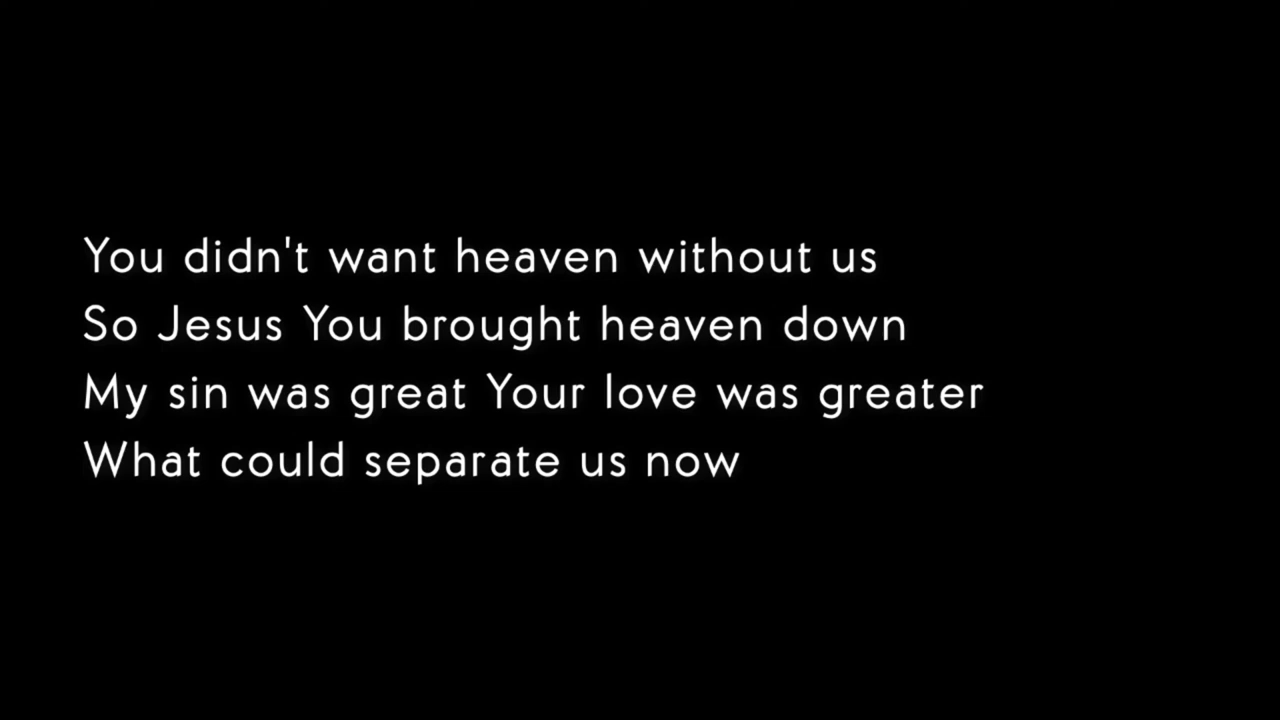 You didn't want heaven without us
So Jesus You brought heaven down
My sin was great Your love was greater
What could separate us now